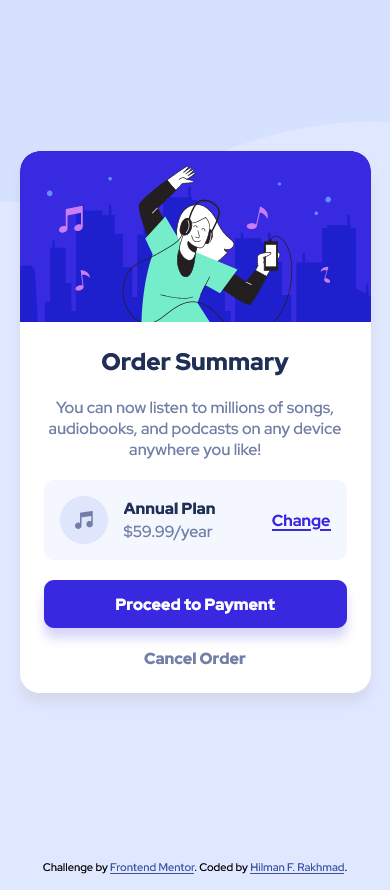 Order Summary
You can now listen to millions of songs,
audiobooks, and podcasts on any device
anywhere you like!
Annual Plan
$59.99/year
Change
Proceed to Payment
Cancel Order
Challenge by Frontend Mentor. Coded by Hilman F. Rakhmad.